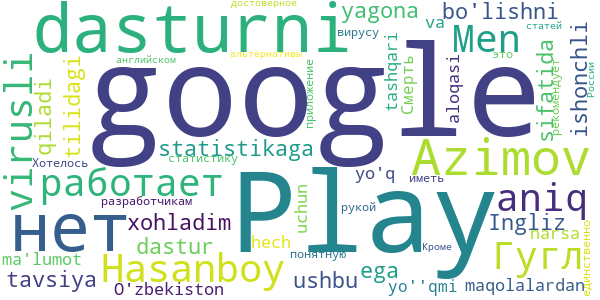 достоверное
yagona
bo'lishni
dasturni
вирусу
va
статей
Men
английском
альтернативы
это
google
virusli
qiladi
tilidagi
приложение
tashqari
Смерть
aloqasi
sifatida
рекомендует
ishonchli
России
statistikaga
Хотелось
статистику
Azimov
работает
yo'q
иметь
aniq
разработчикам
Play
нет
xohladim
uchun
рукой
Ingliz
narsa
единственно
dastur
hech
Кроме
Гугл
ma'lumot
Hasanboy
понятную
tavsiya
O'zbekiston
ushbu
ega
yo''qmi
maqolalardan